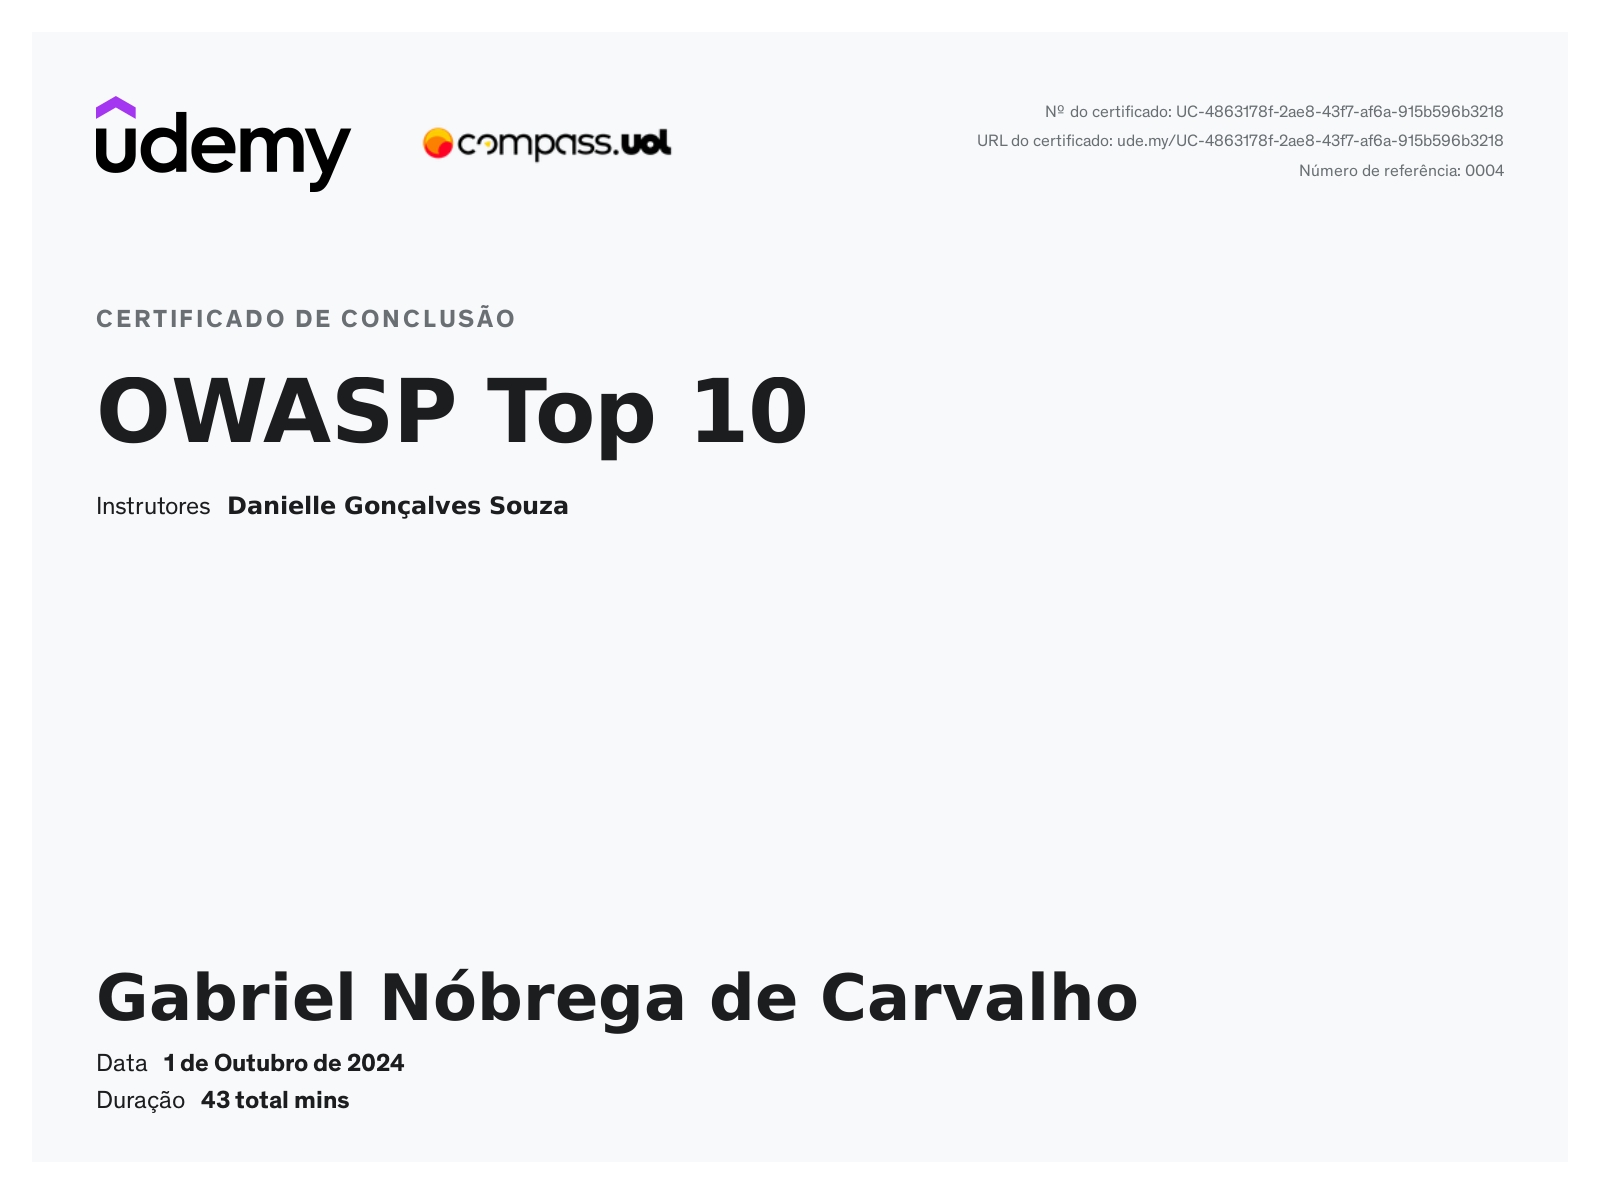 udemy
compass.uol
Nº do certificado: UC-4863178f-2ae8-43f7-af6a-915b596b3218
URL do certificado: ude.my/UC-4863178f-2ae8-43f7-af6a-915b596b3218
Número de referência: 0004
CERTIFICADO DE CONCLUSÃO
OWASP Top 10
Instrutores Danielle Gonçalves Souza
Gabriel Nóbrega de Carvalho
Data 1 de Outubro de 2024
Duração 43 total mins